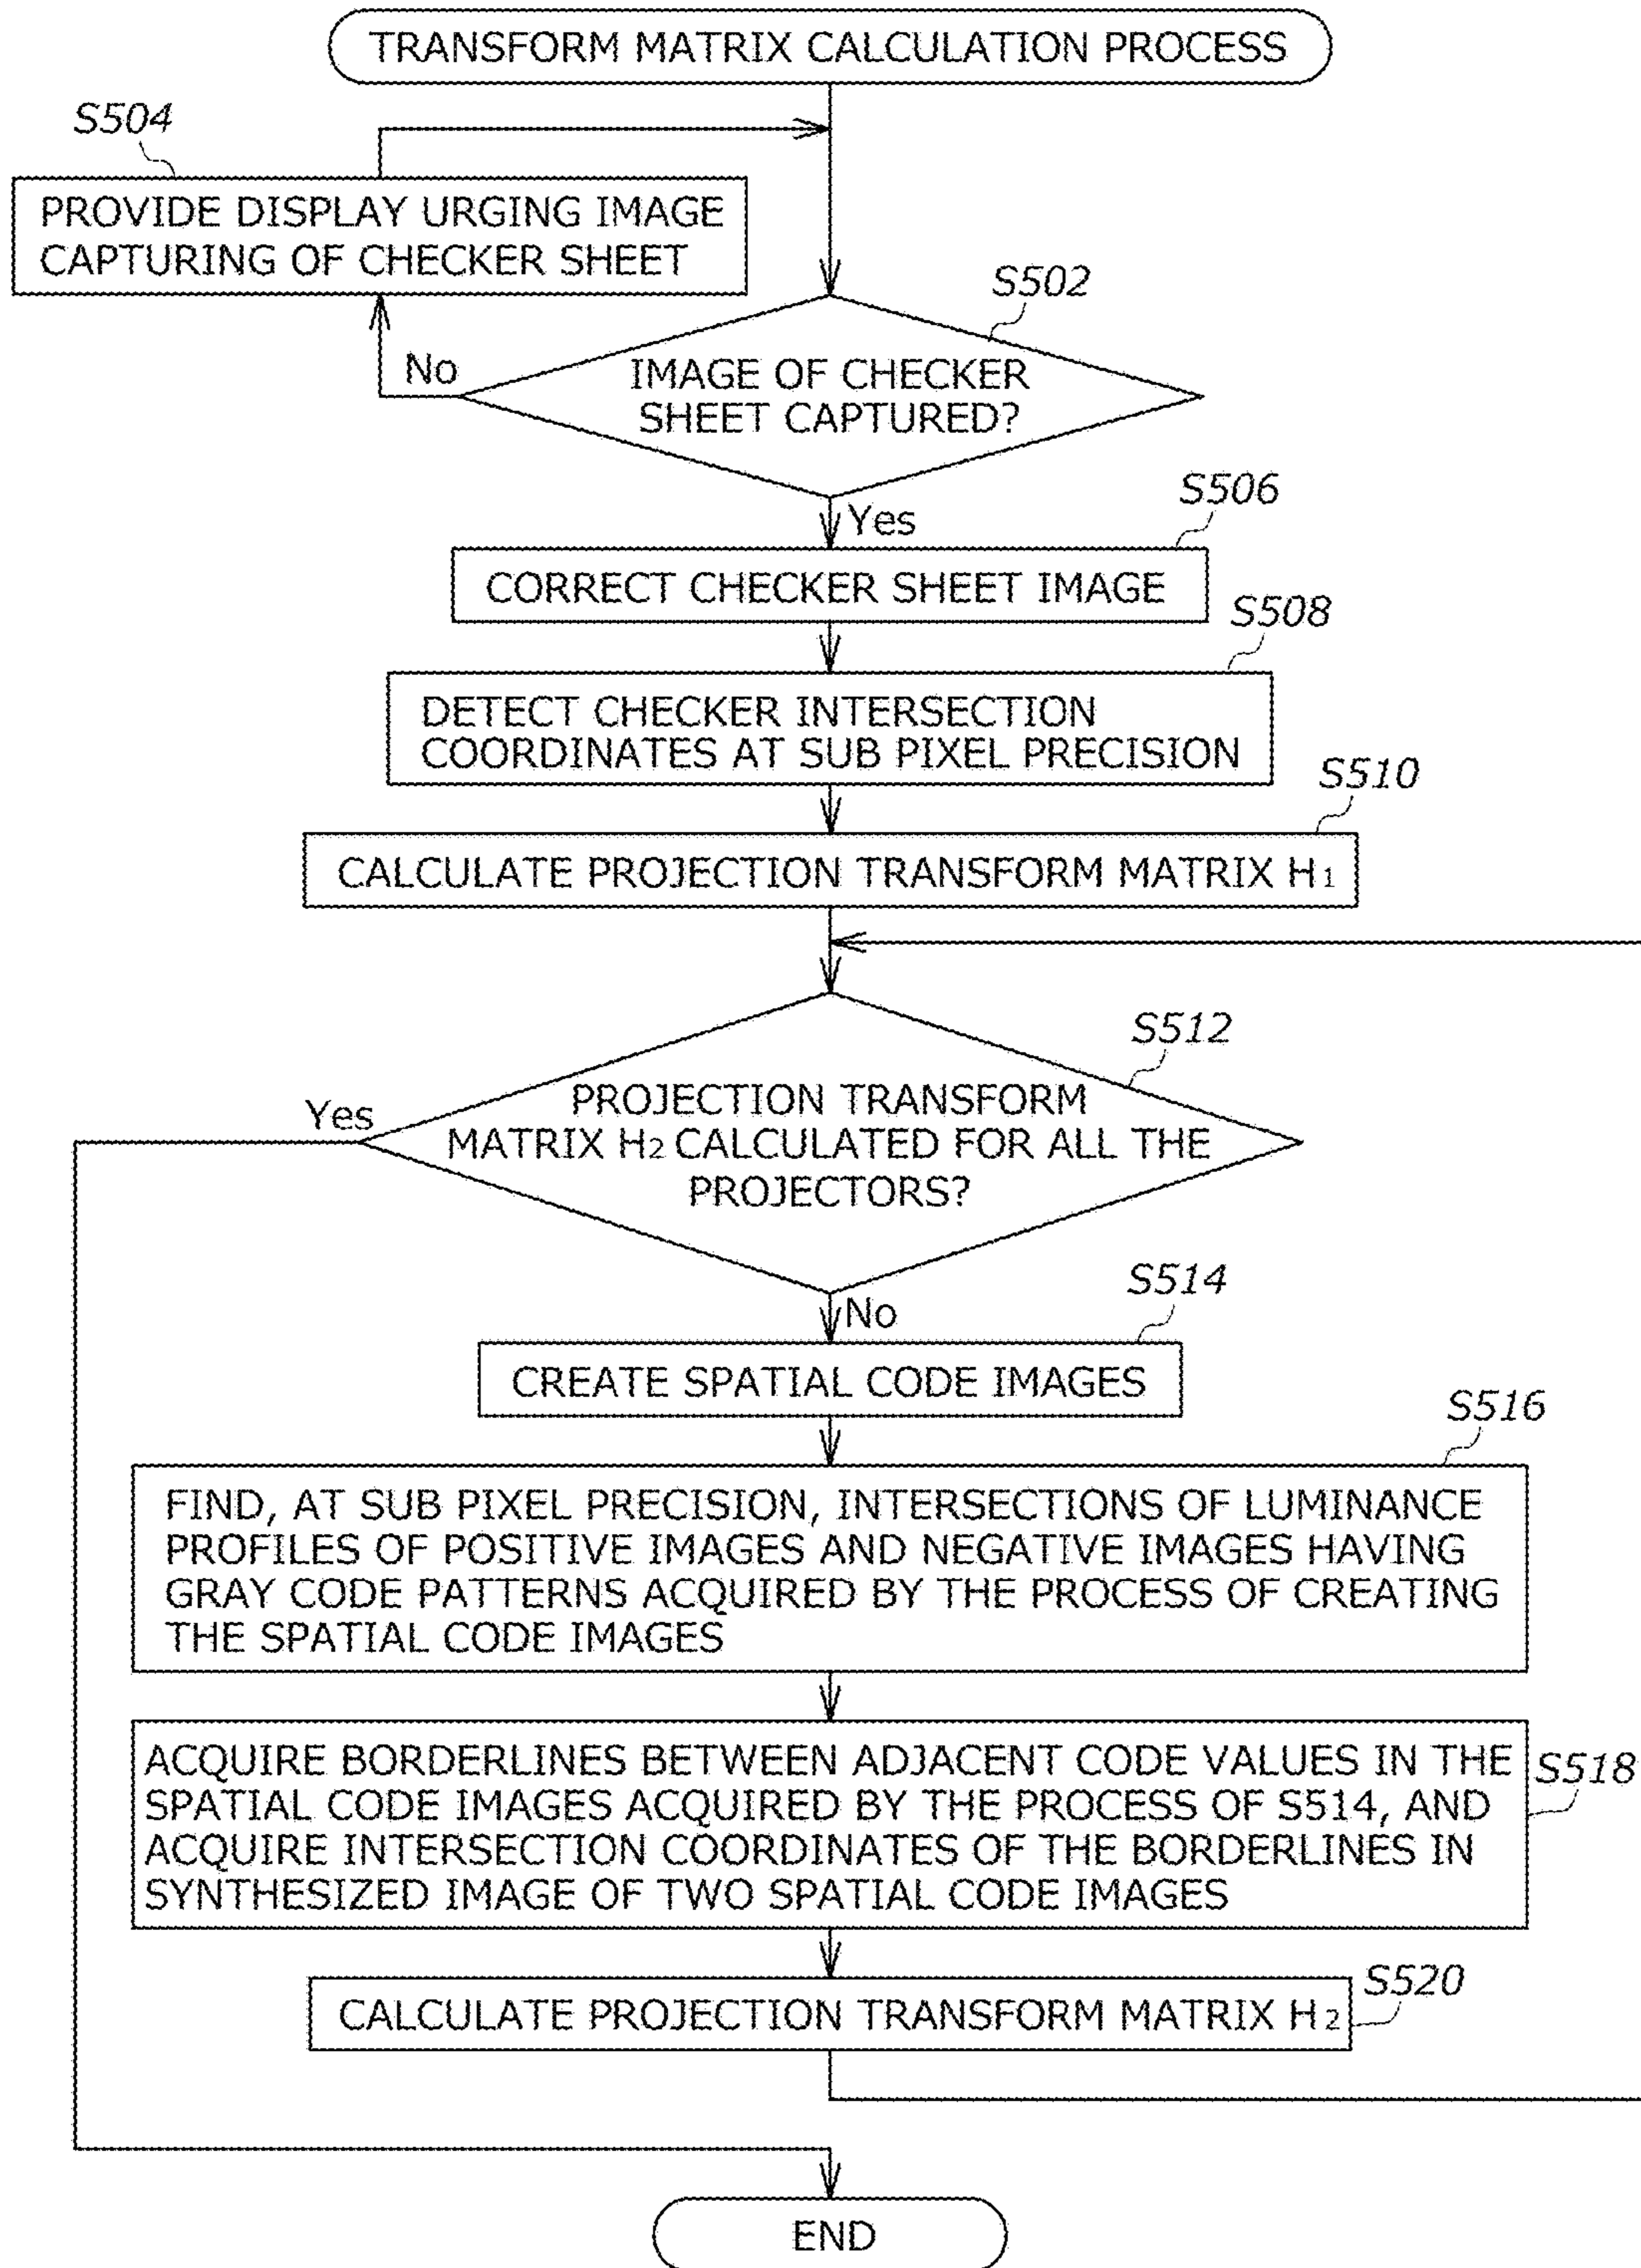 TRANSFORM MATRIX CALCULATION PROCESS
S504
PROVIDE DISPLAY URGING IMAGE
CAPTURING OF CHECKER SHEET
S502
No
IMAGE OF CHECKER
SHEET CAPTURED?
S506
Yes
CORRECT CHECKER SHEET IMAGE
S508
DETECT CHECKER INTERSECTION
COORDINATES AT SUB PIXEL PRECISION
S510
CALCULATE PROJECTION TRANSFORM MATRIX H1
S512
Yes
PROJECTION TRANSFORM
MATRIX H2 CALCULATED FOR ALL THE
PROJECTORS?
S514
No
CREATE SPATIAL CODE IMAGES
S516
FIND, AT SUB PIXEL PRECISION, INTERSECTIONS OF LUMINANCE
PROFILES OF POSITIVE IMAGES AND NEGATIVE IMAGES HAVING
GRAY CODE PATTERNS ACQUIRED BY THE PROCESS OF CREATING
THE SPATIAL CODE IMAGES
ACQUIRE BORDERLINES BETWEEN ADJACENT CODE VALUES IN THE
S518
SPATIAL CODE IMAGES ACQUIRED BY THE PROCESS OF S514, AND
ACQUIRE INTERSECTION COORDINATES OF THE BORDERLINES IN
SYNTHESIZED IMAGE OF TWO SPATIAL CODE IMAGES
S520
CALCULATE PROJECTION TRANSFORM MATRIX H2
END